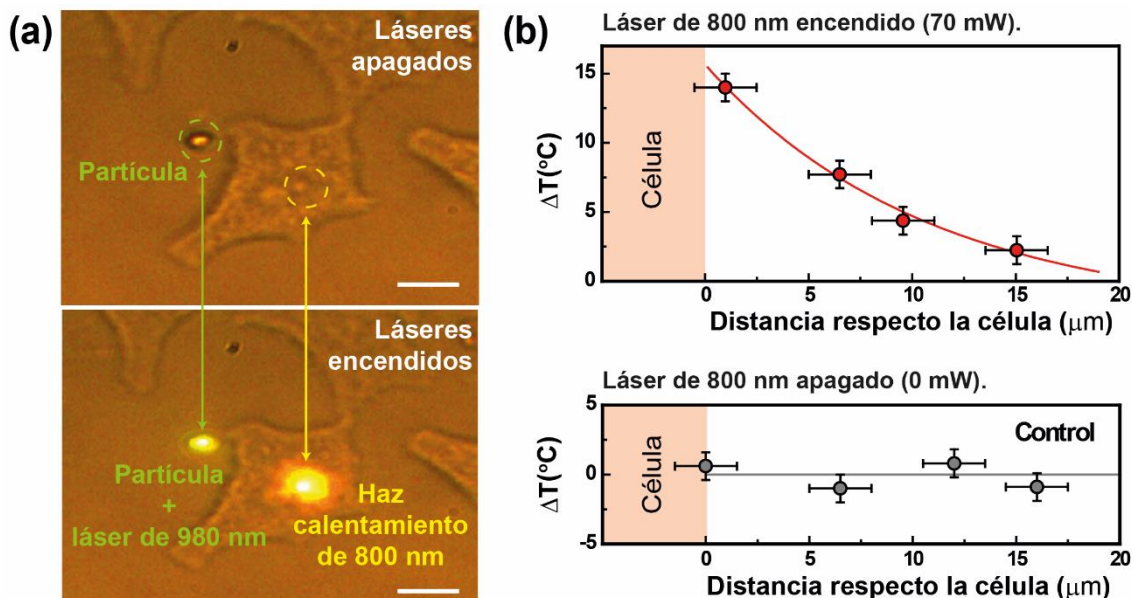 (a)
Láseres
apagados
Partícula
Láseres
encendidos
Partícula
+
láser de 980 nm
Haz
calentamiento
de 800 nm
(b)
Láser de 800 nm encendido (70 mW).
ΔT(ºC)
15
10
5
0
Célula
0 5 10 15 20
Distancia respecto la célula (μm)
Láser de 800 nm apagado (0 mW).
ΔT(ºC)
5
0
-5
Célula
Control
0 5 10 15 20
Distancia respecto la célula (μm)